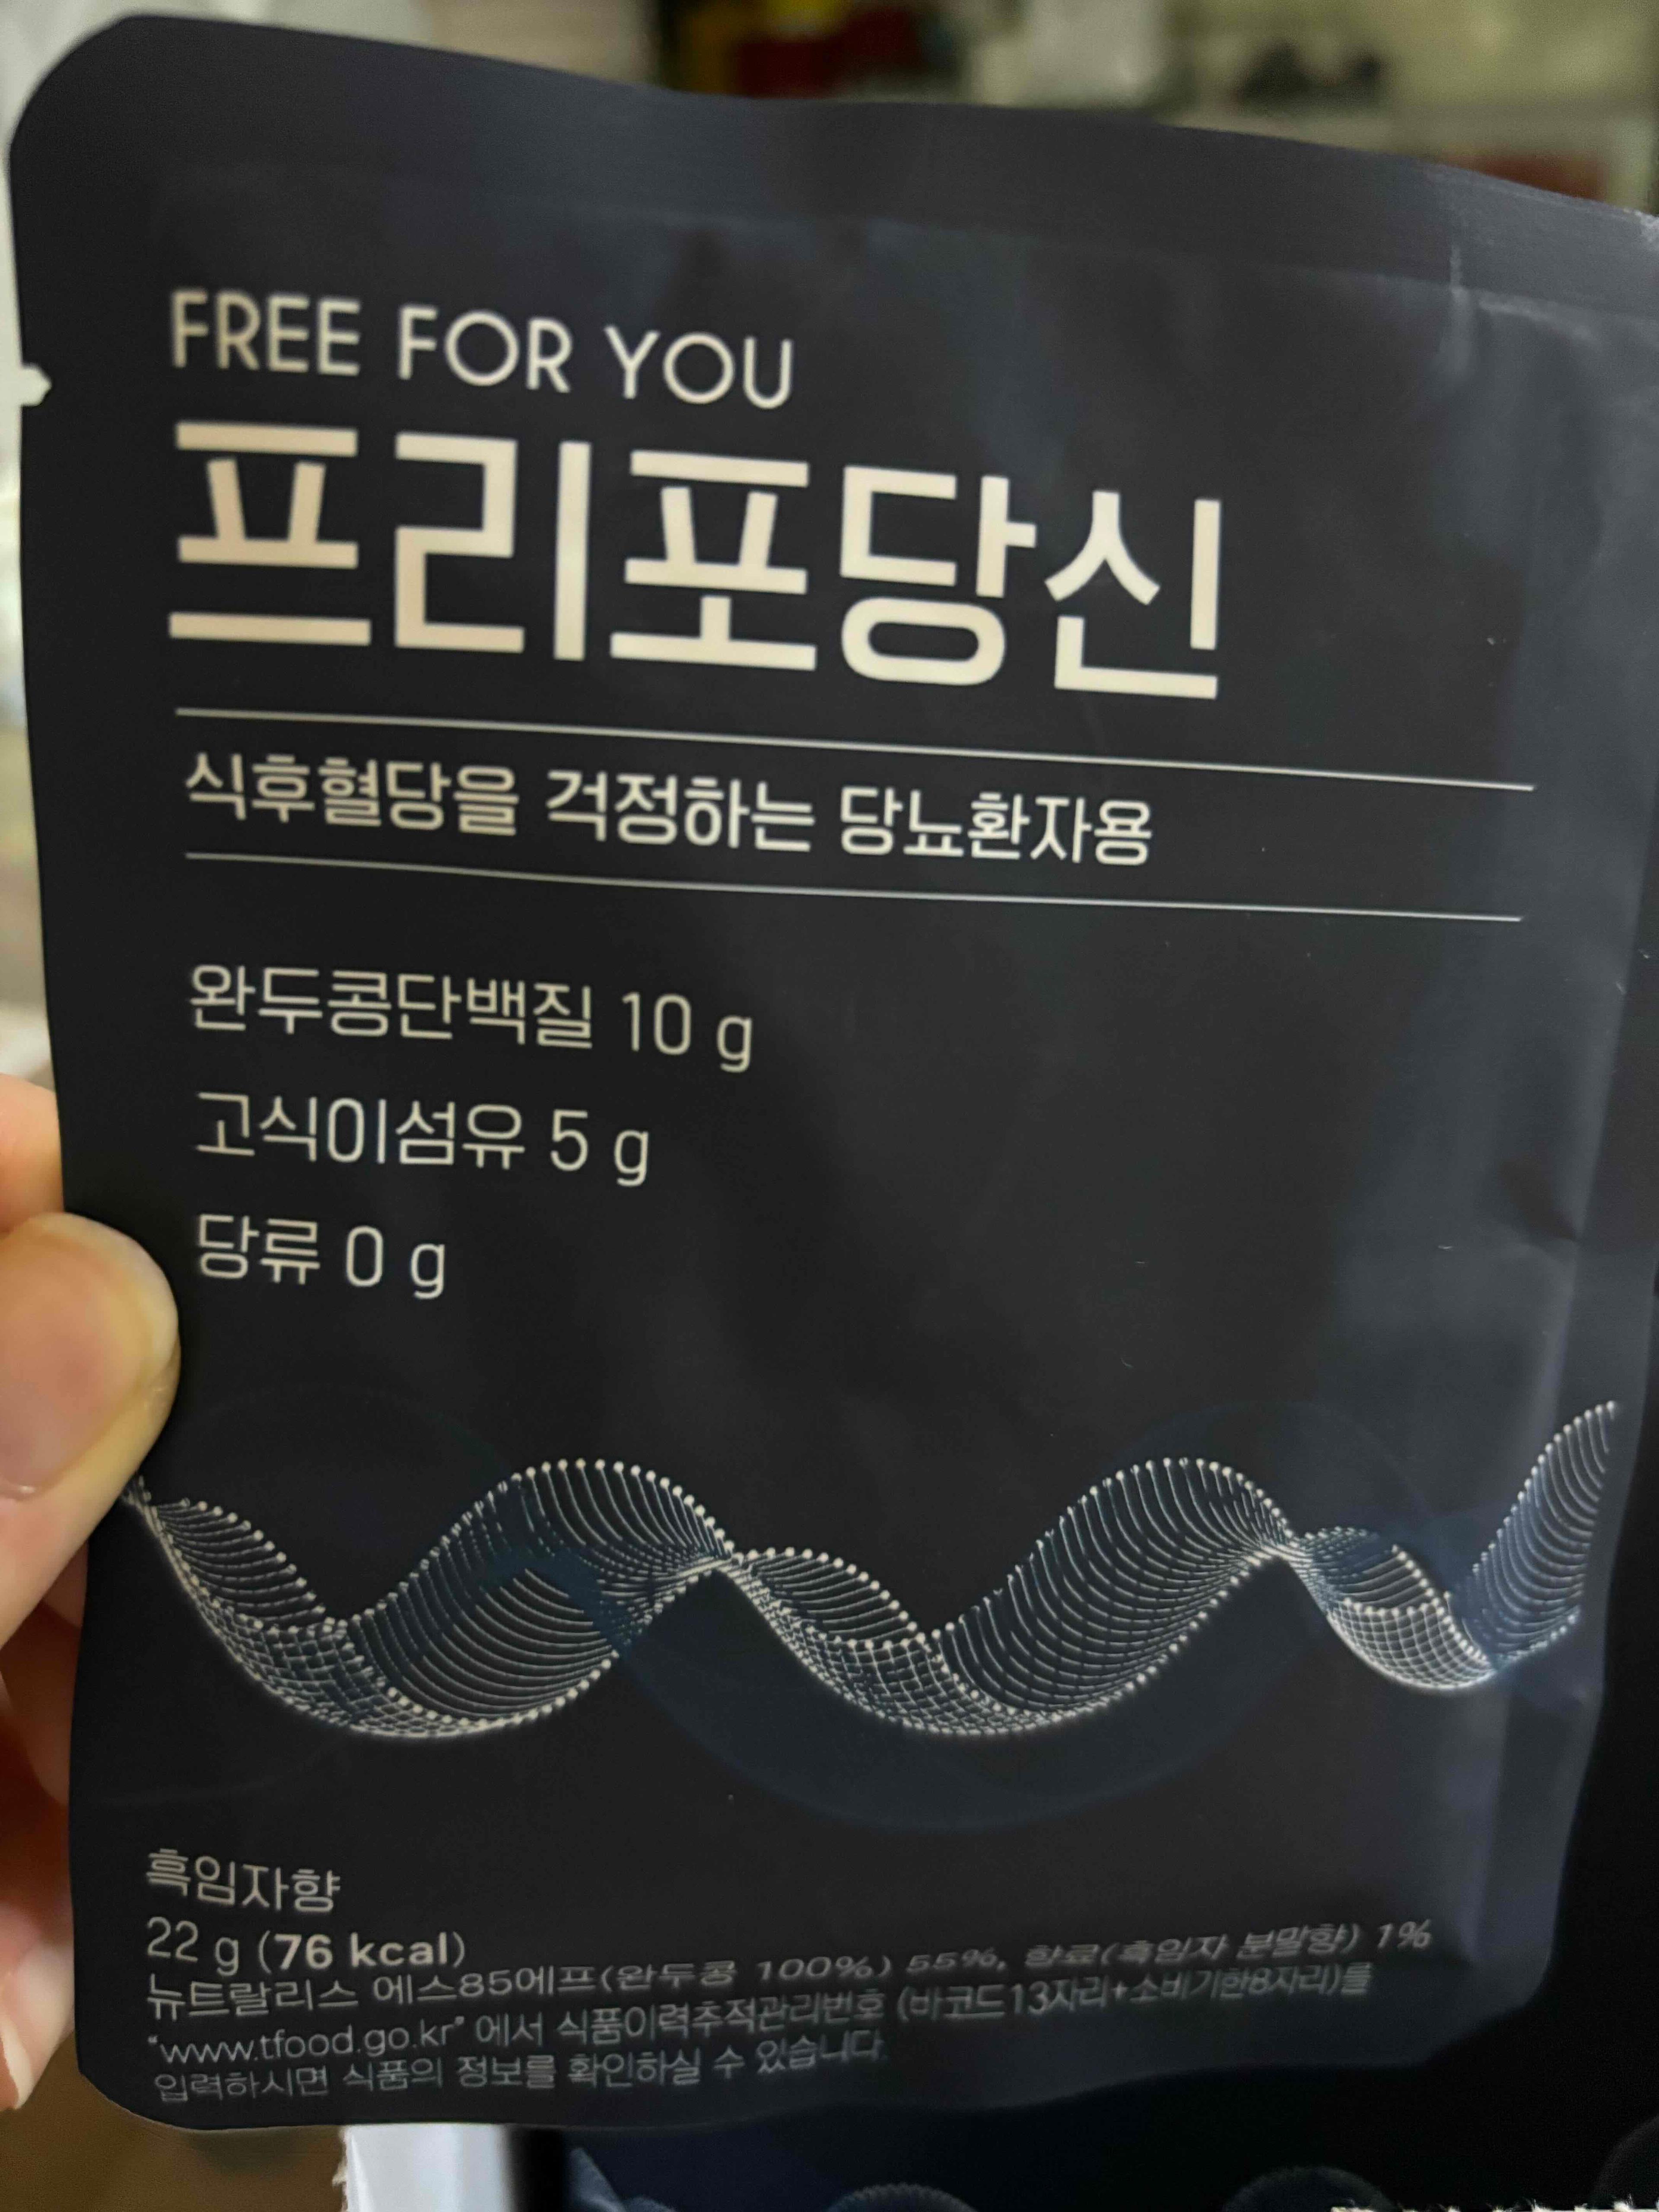 FREE FOR YOU
프리포당신
식후혈당을 걱정하는 당뇨환자용
완두콩단백질 10 g
고식이섬유 5 g
당류 0 g
흑임자향
22 g (76 kcal)
뉴트랄리스 에스85에프(완두콩 100%) 55%, 향료(흑임자 분말향) 1%
"www.tfood.go.kr" 에서 식품이력추적관리번호 (바코드13자리+소비기한8자리)를
입력하시면 식품의 정보를 확인하실 수 있습니다.